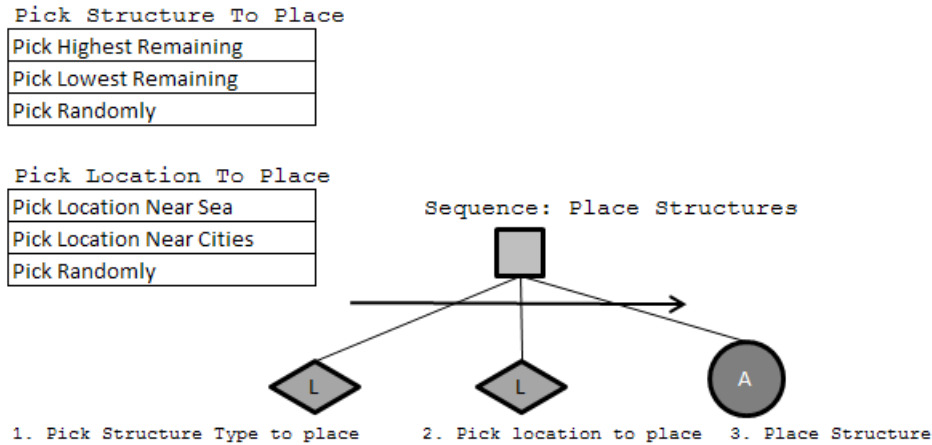 Pick Structure To Place
Pick Highest Remaining
Pick Lowest Remaining
Pick Randomly
Pick Location To Place
Pick Location Near Sea
Pick Location Near Cities
Pick Randomly
Sequence: Place Structures
L
L
A
1. Pick Structure Type to place
2. Pick location to place
3. Place Structure